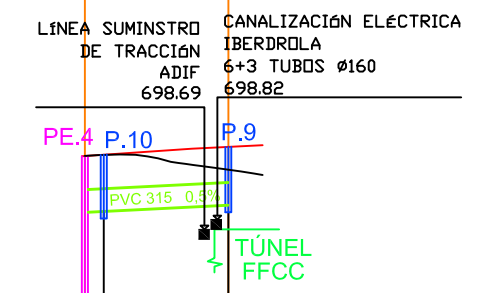 LÍNEA SUMINSTRO
DE TRACCIÓN
ADIF
698.69
CANALIZACIÓN ELÉCTRICA
IBERDROLA
6+3 TUBOS Ø160
698.82
PE.4
P.10
P.9
PVC 315 0,5%
TÚNEL
FFCC